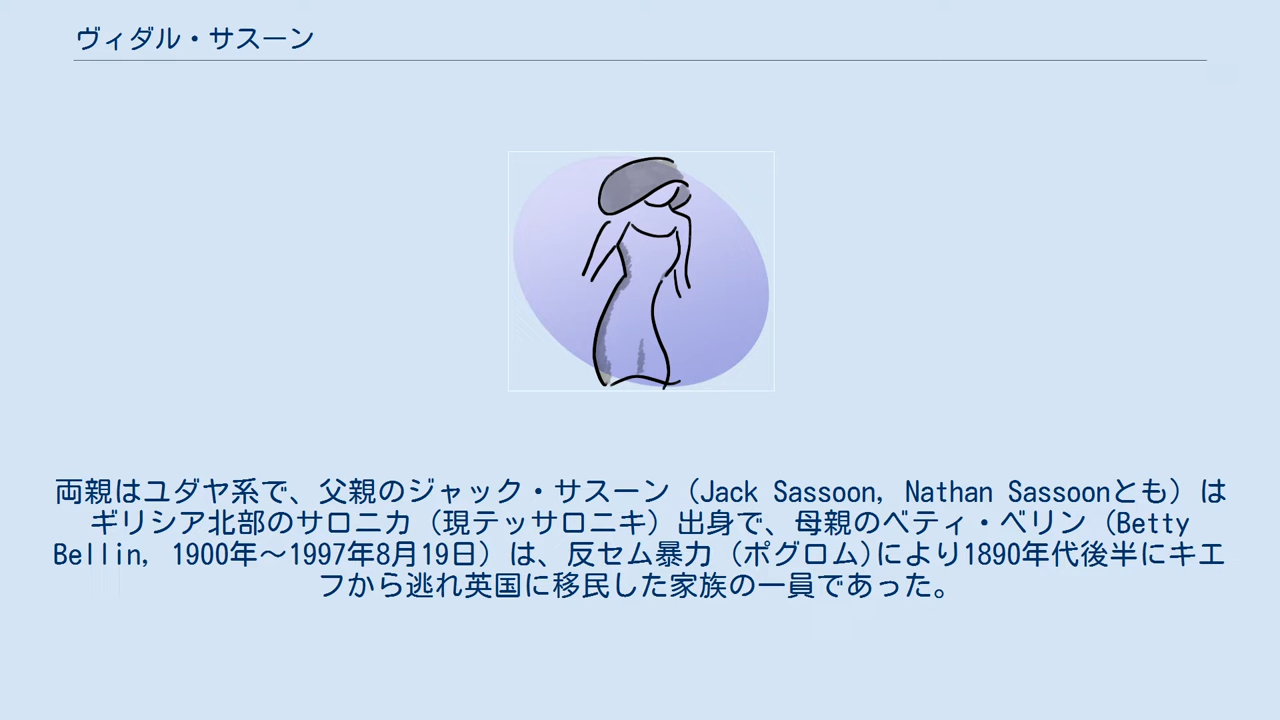 ヴィダル・サスーン
両親はユダヤ系で、父親のジャック・サスーン（Jack Sassoon, Nathan Sassoonとも）は
ギリシア北部のサロニカ（現テッサロニキ）出身で、母親のベティ・ベリン（Betty
Bellin, 1900年〜1997年8月19日）は、反セム暴力（ポグロム)により1890年代後半にキエ
フから逃れ英国に移民した家族の一員であった。